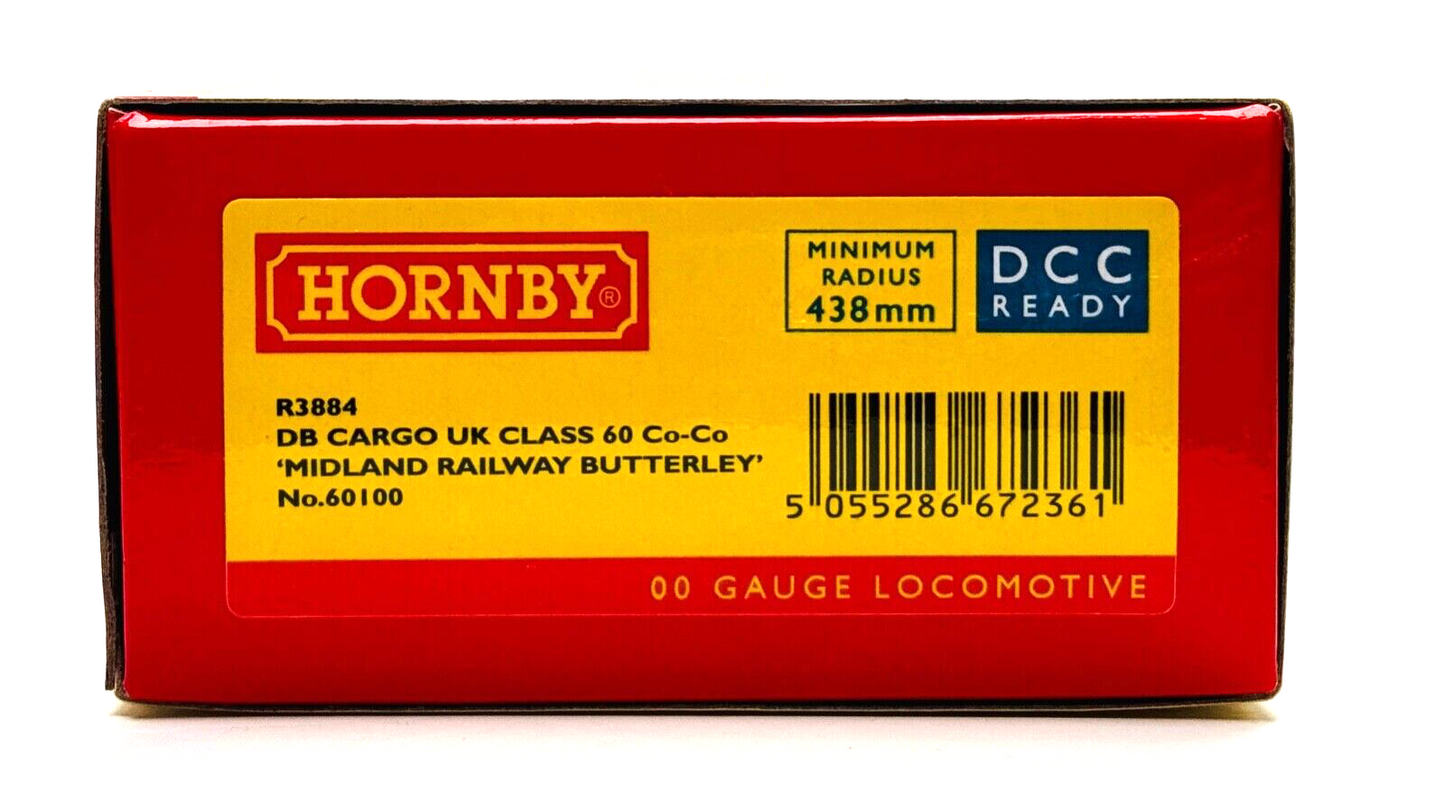 HORNBY®
MINIMUM
RADIUS
438mm
DCC
READY
R3884
DB CARGO UK CLASS 60 Co-Co
‘MIDLAND RAILWAY BUTTERLEY’
No.60100
5 055286 672361
00 GAUGE LOCOMOTIVE